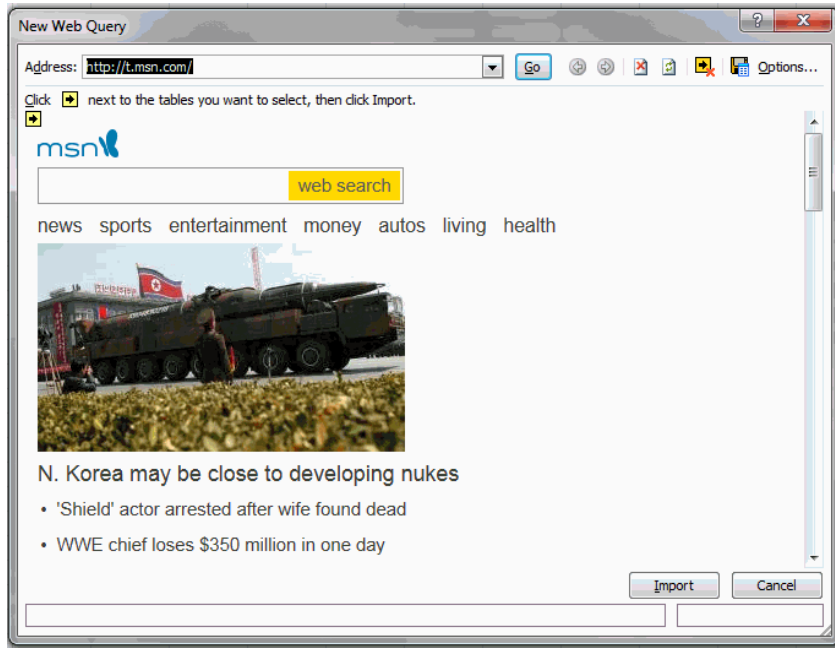 New Web Query
Address: http://t.msn.com/ Go Options...
Click next to the tables you want to select, then click Import.
msn
web search
news sports entertainment money autos living health
N. Korea may be close to developing nukes
• 'Shield' actor arrested after wife found dead
• WWE chief loses $350 million in one day
Import Cancel